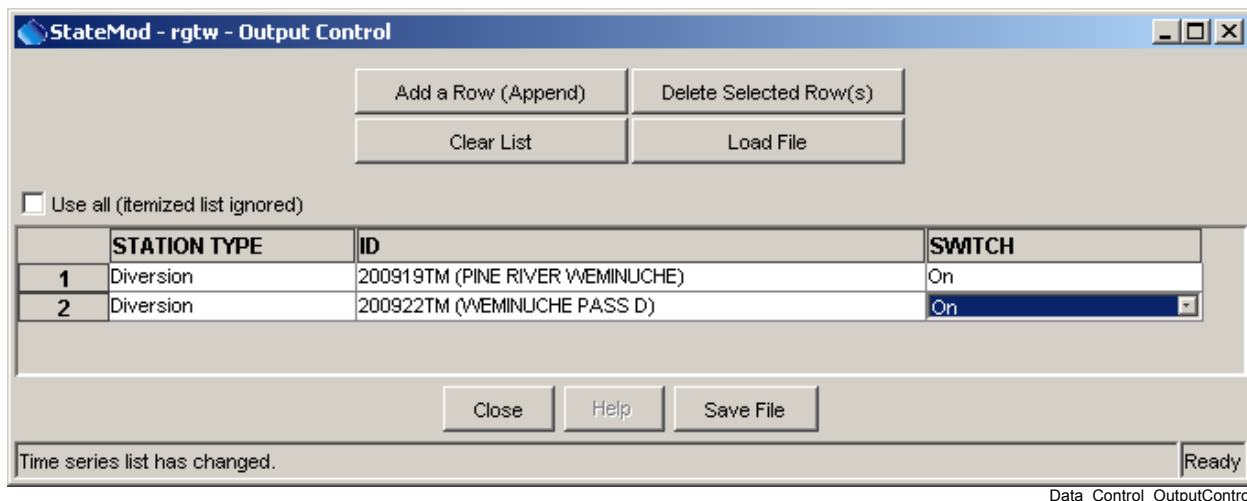 StateMod - rgtw - Output Control
Add a Row (Append) Delete Selected Row(s)
Clear List Load File
Use all (itemized list ignored)
STATION TYPE ID SWITCH
1 Diversion 200919TM (PINE RIVER WEMINUCHE) On
2 Diversion 200922TM (WEMINUCHE PASS D) On
Close Help Save File
Time series list has changed. Ready
Data_Control_OutputContro